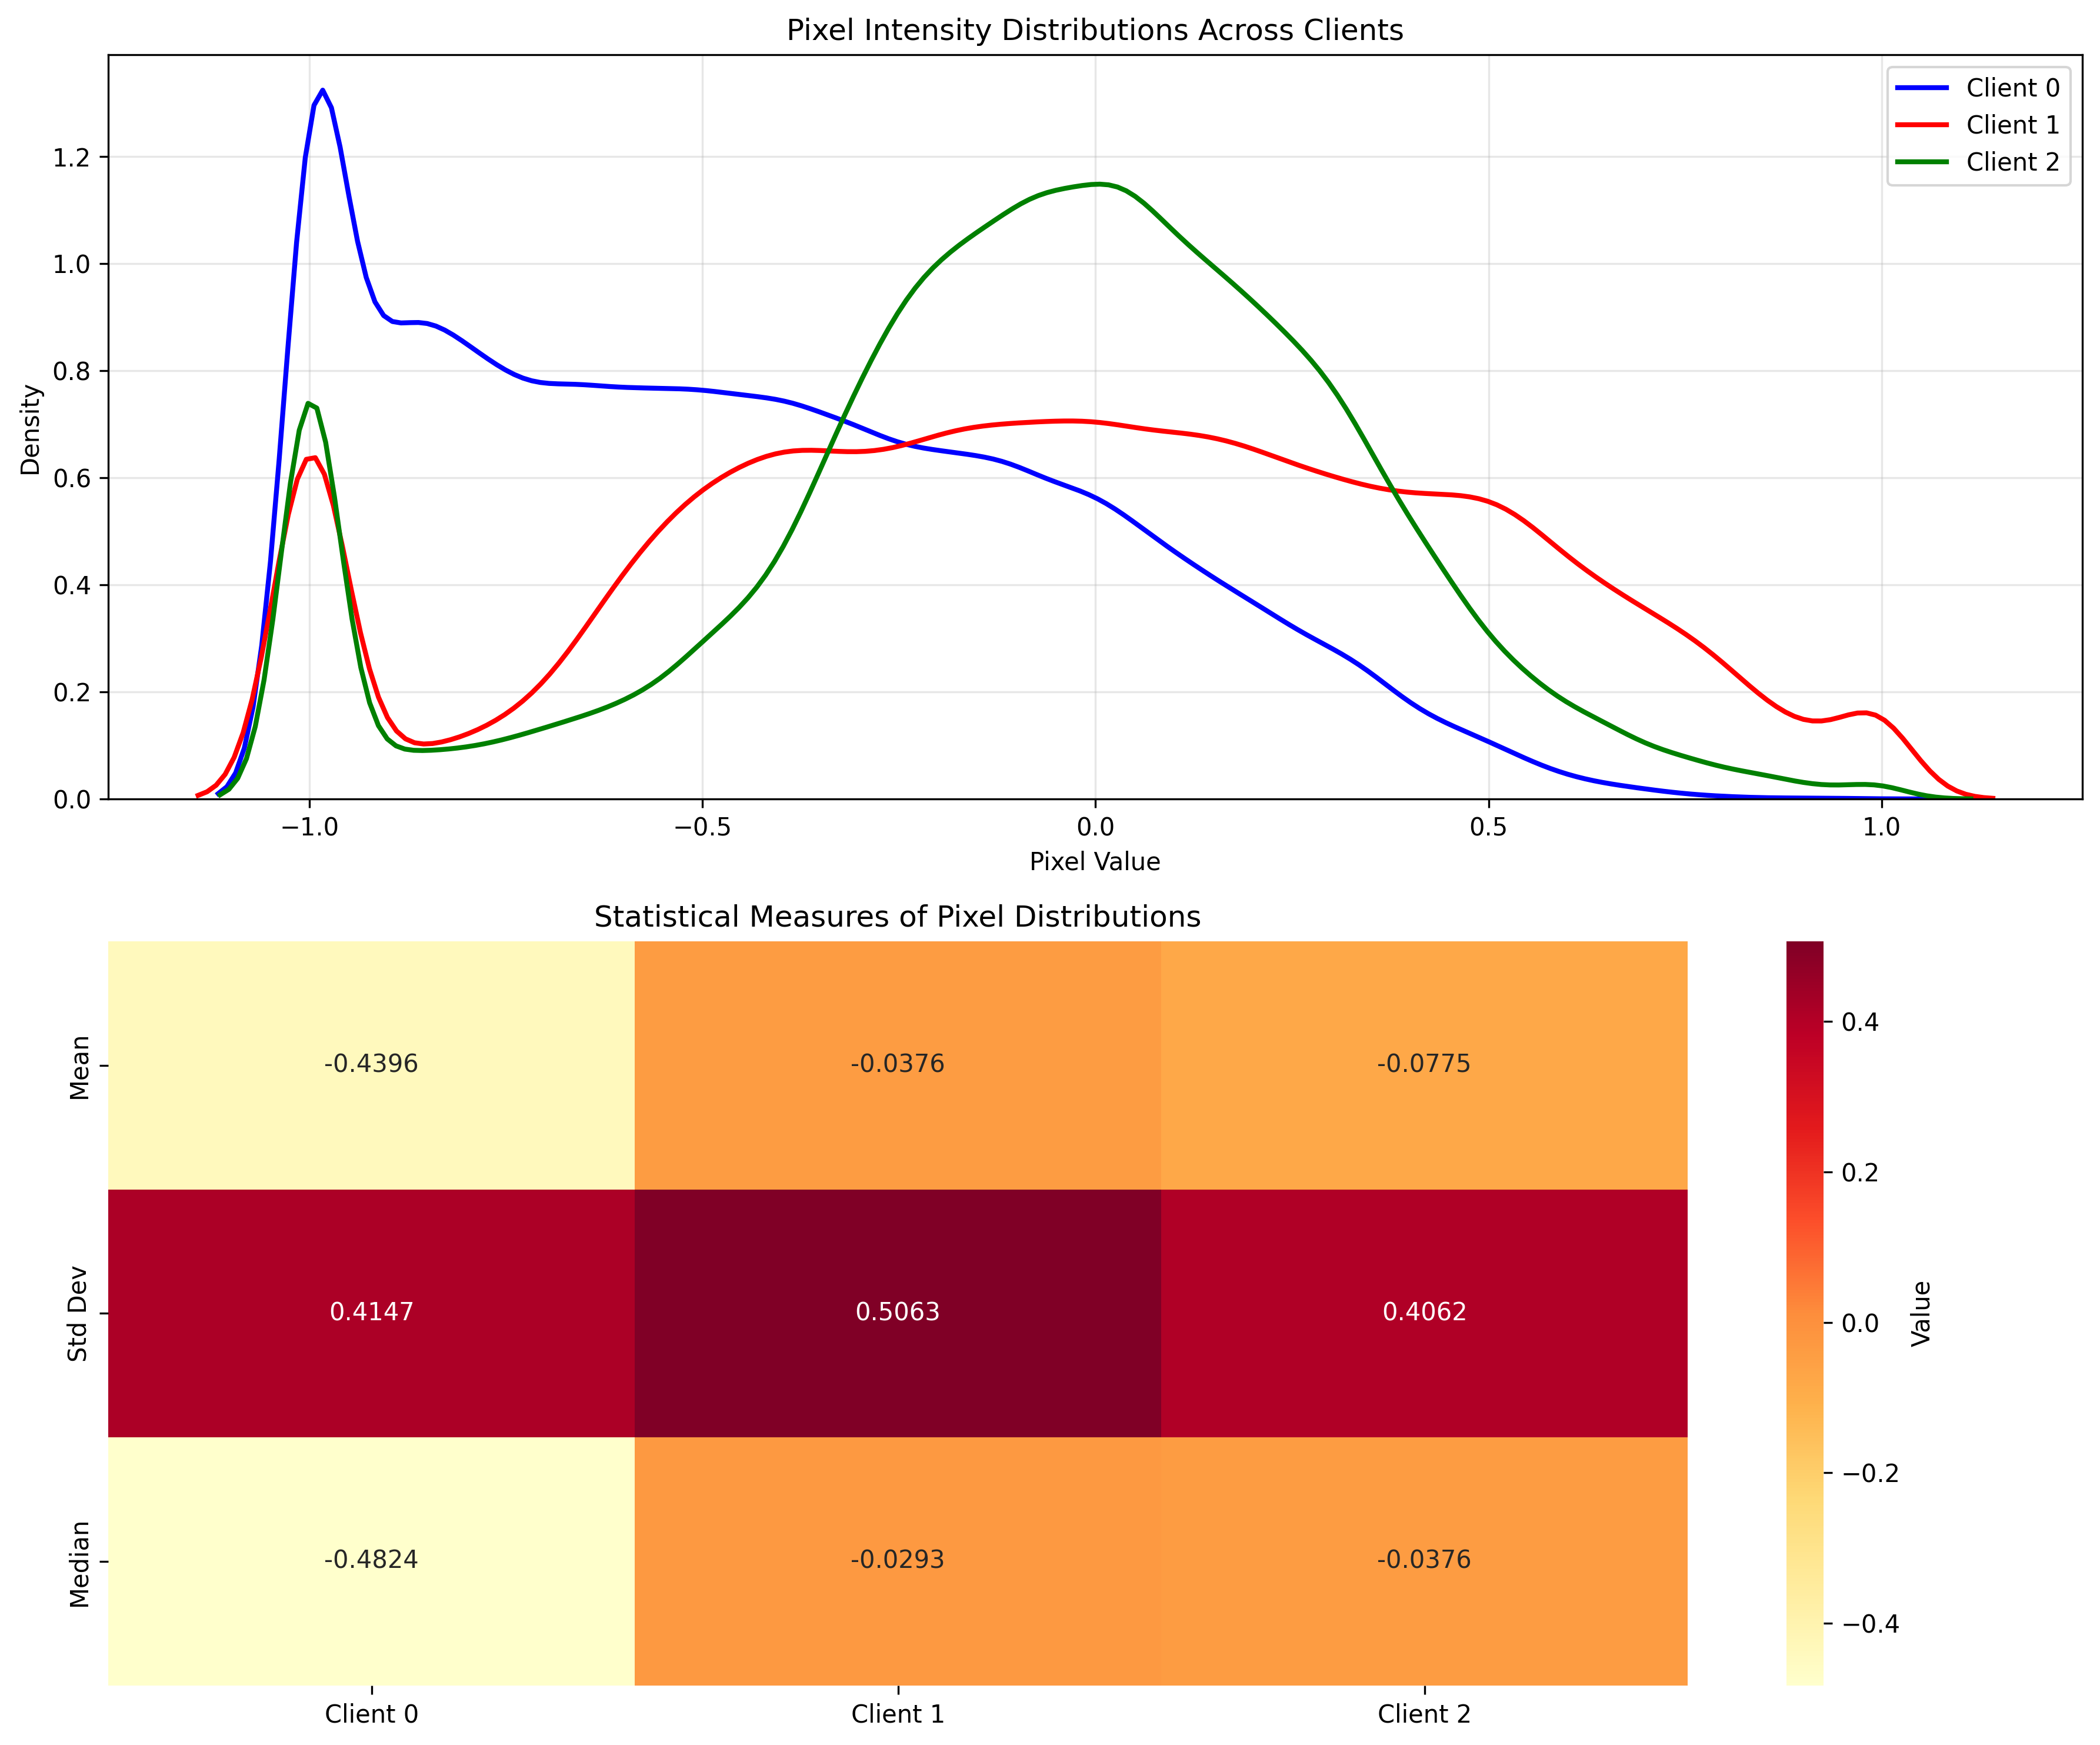 Pixel Intensity Distributions Across Clients
Client 0
Client 1
Client 2
1.2
1.0
0.8
0.6
0.4
0.2
0.0
Density
−1.0 −0.5 0.0 0.5 1.0
Pixel Value
Statistical Measures of Pixel Distributions
Mean -0.4396 -0.0376 -0.0775
Std Dev 0.4147 0.5063 0.4062
Median -0.4824 -0.0293 -0.0376
Client 0 Client 1 Client 2
0.4
0.2
0.0
−0.2
−0.4
Value